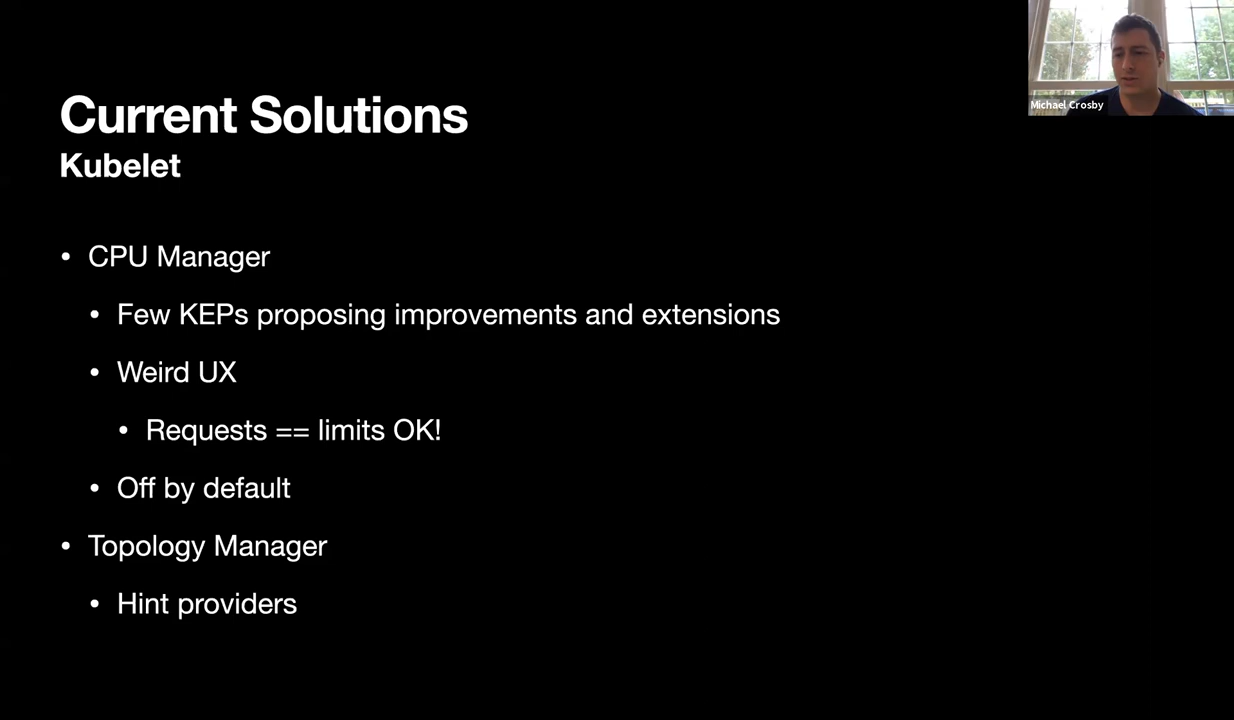 Current Solutions
Kubelet
• CPU Manager
• Few KEPs proposing improvements and extensions
• Weird UX
• Requests == limits OK!
• Off by default
• Topology Manager
• Hint providers
Michael Crosby